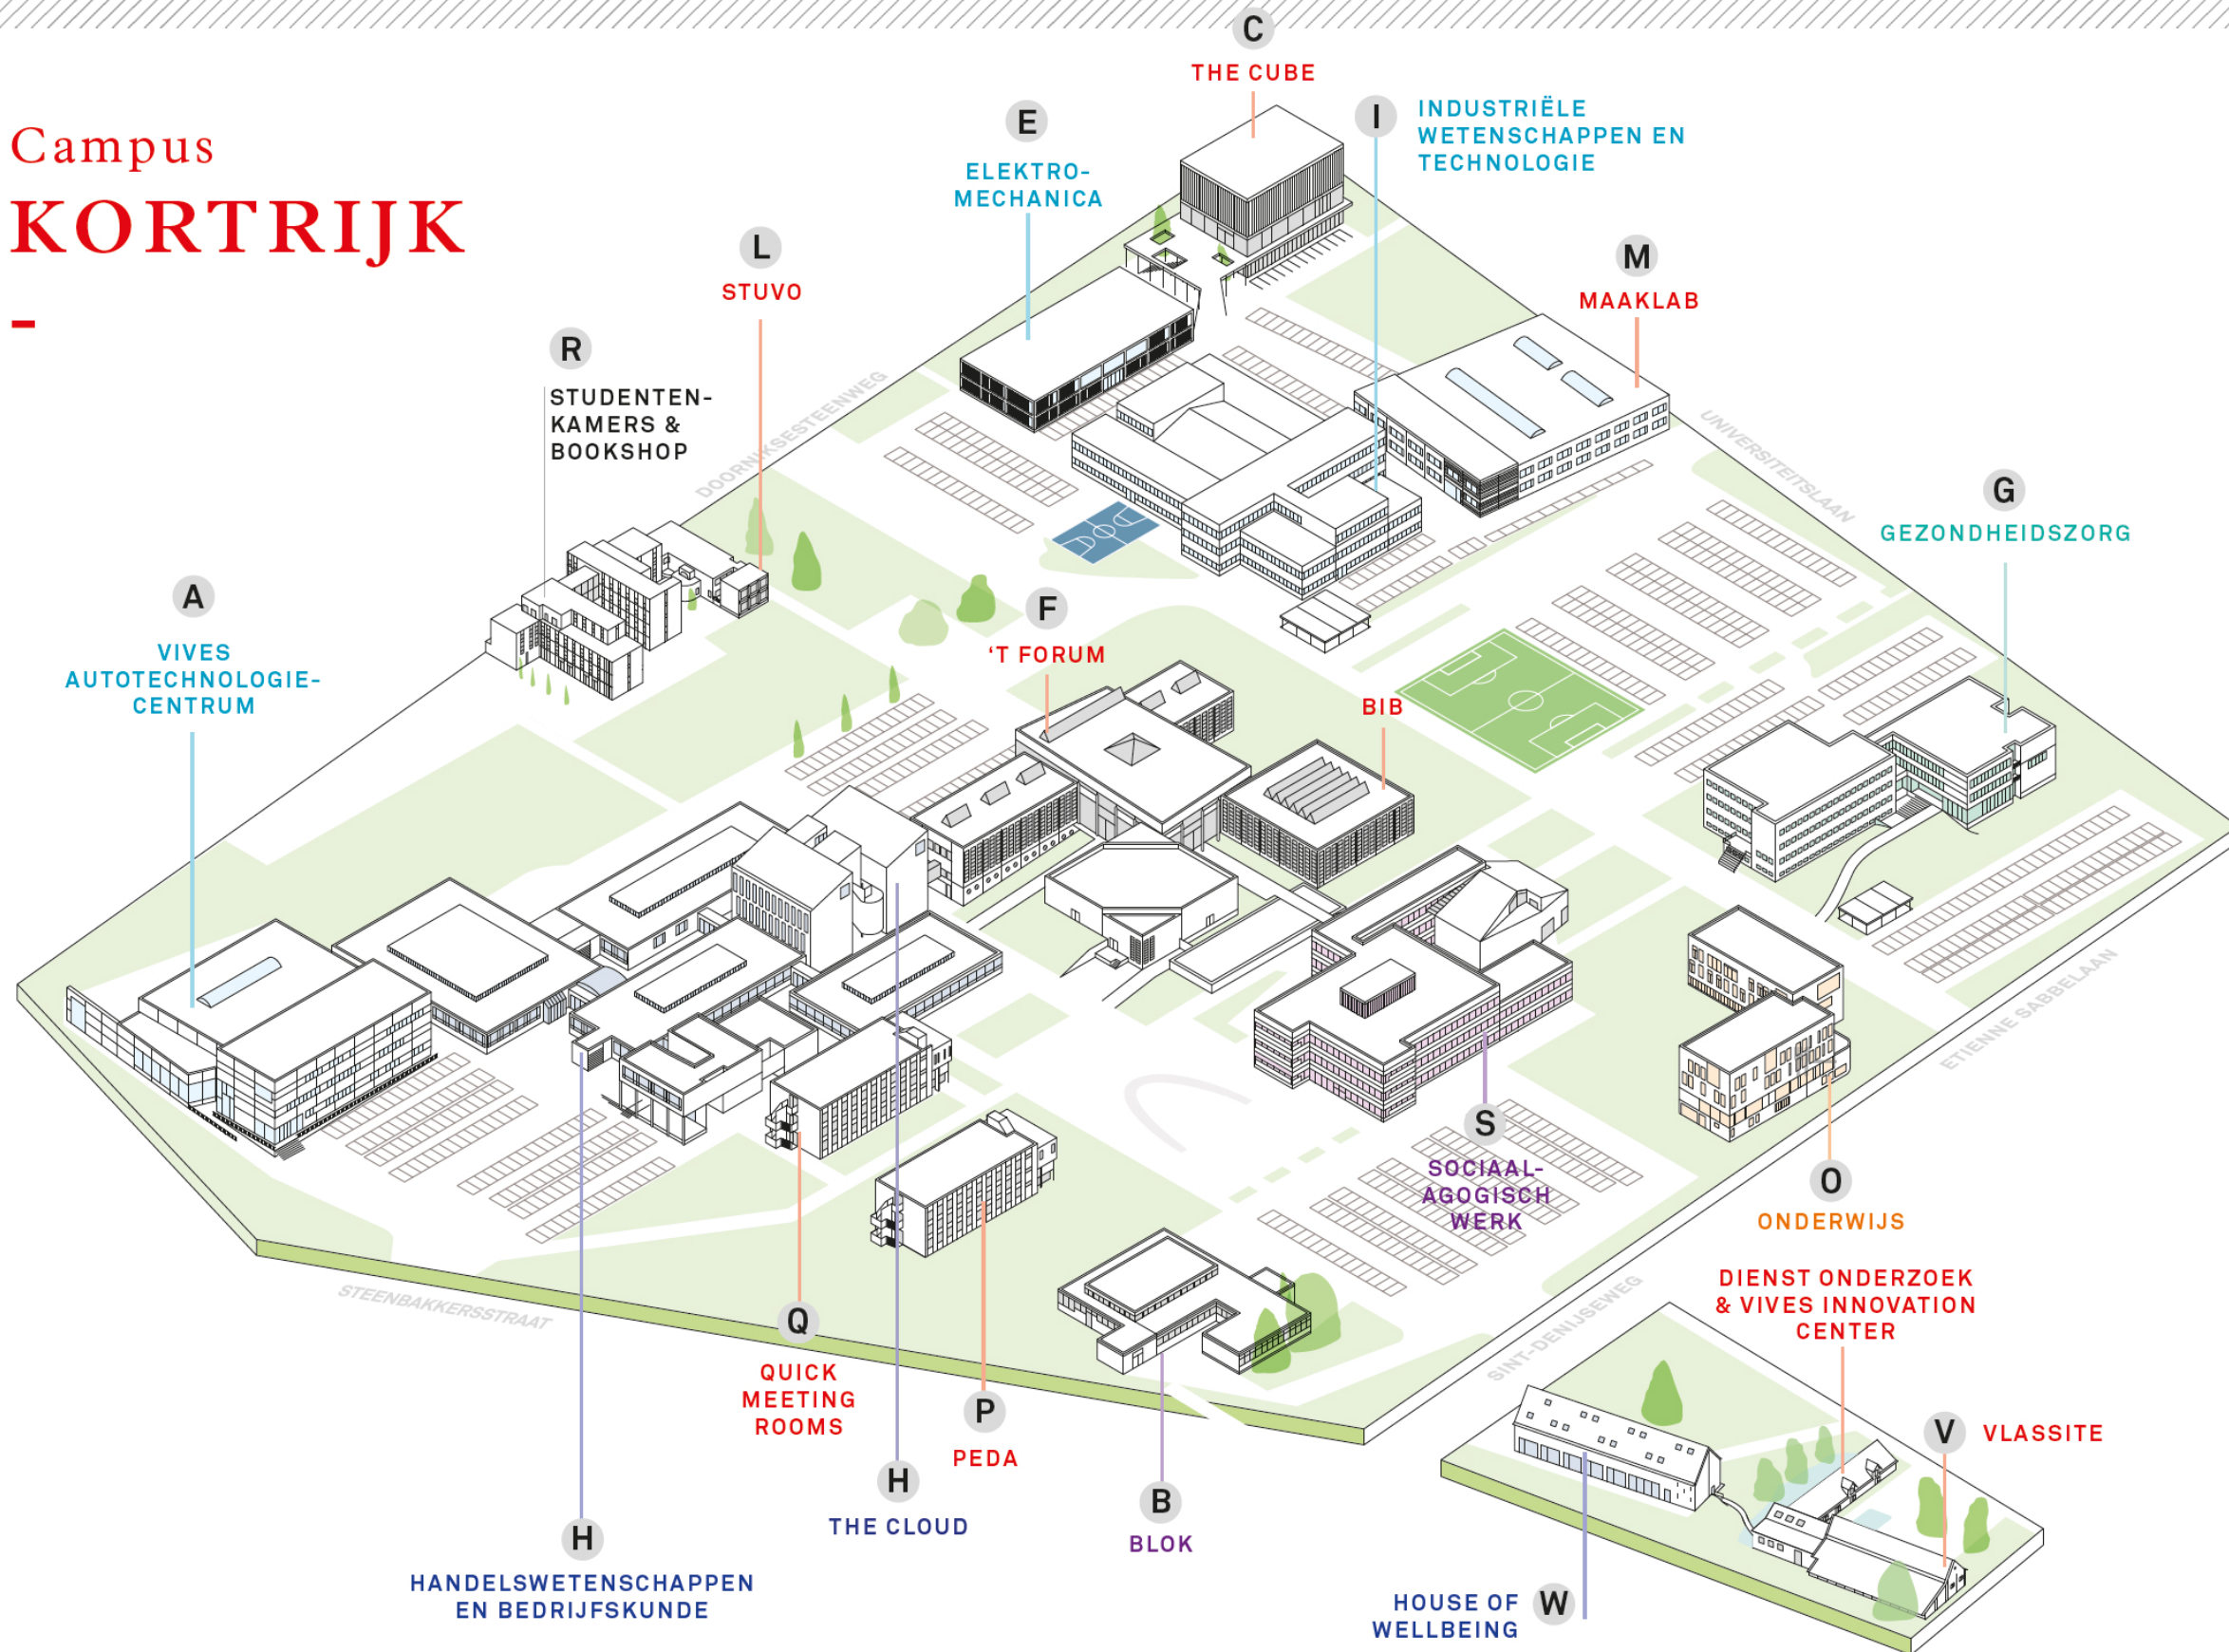 Campus
KORTRIJK
C
THE CUBE
E
ELEKTRO-
MECHANICA
I
INDUSTRIËLE
WETENSCHAPPEN EN
TECHNOLOGIE
L
STUVO
M
MAAKLAB
R
STUDENTEN-
KAMERS &
BOOKSHOP
DOORNIKSESTEENWEG
UNIVERSITEITSLAAN
G
GEZONDHEIDSZORG
A
VIVES
AUTOTECHNOLOGIE-
CENTRUM
F
‘T FORUM
BIB
ETIENNE SABBELAAN
S
SOCIAAL-
AGOGISCH
WERK
O
ONDERWIJS
STEENBAKKERSSTRAAT
SINT-DENIJSEWEG
DIENST ONDERZOEK
& VIVES INNOVATION
CENTER
Q
QUICK
MEETING
ROOMS
P
PEDA
V
VLASSITE
H
THE CLOUD
B
BLOK
H
HANDELSWETENSCHAPPEN
EN BEDRIJFSKUNDE
HOUSE OF
WELLBEING
W